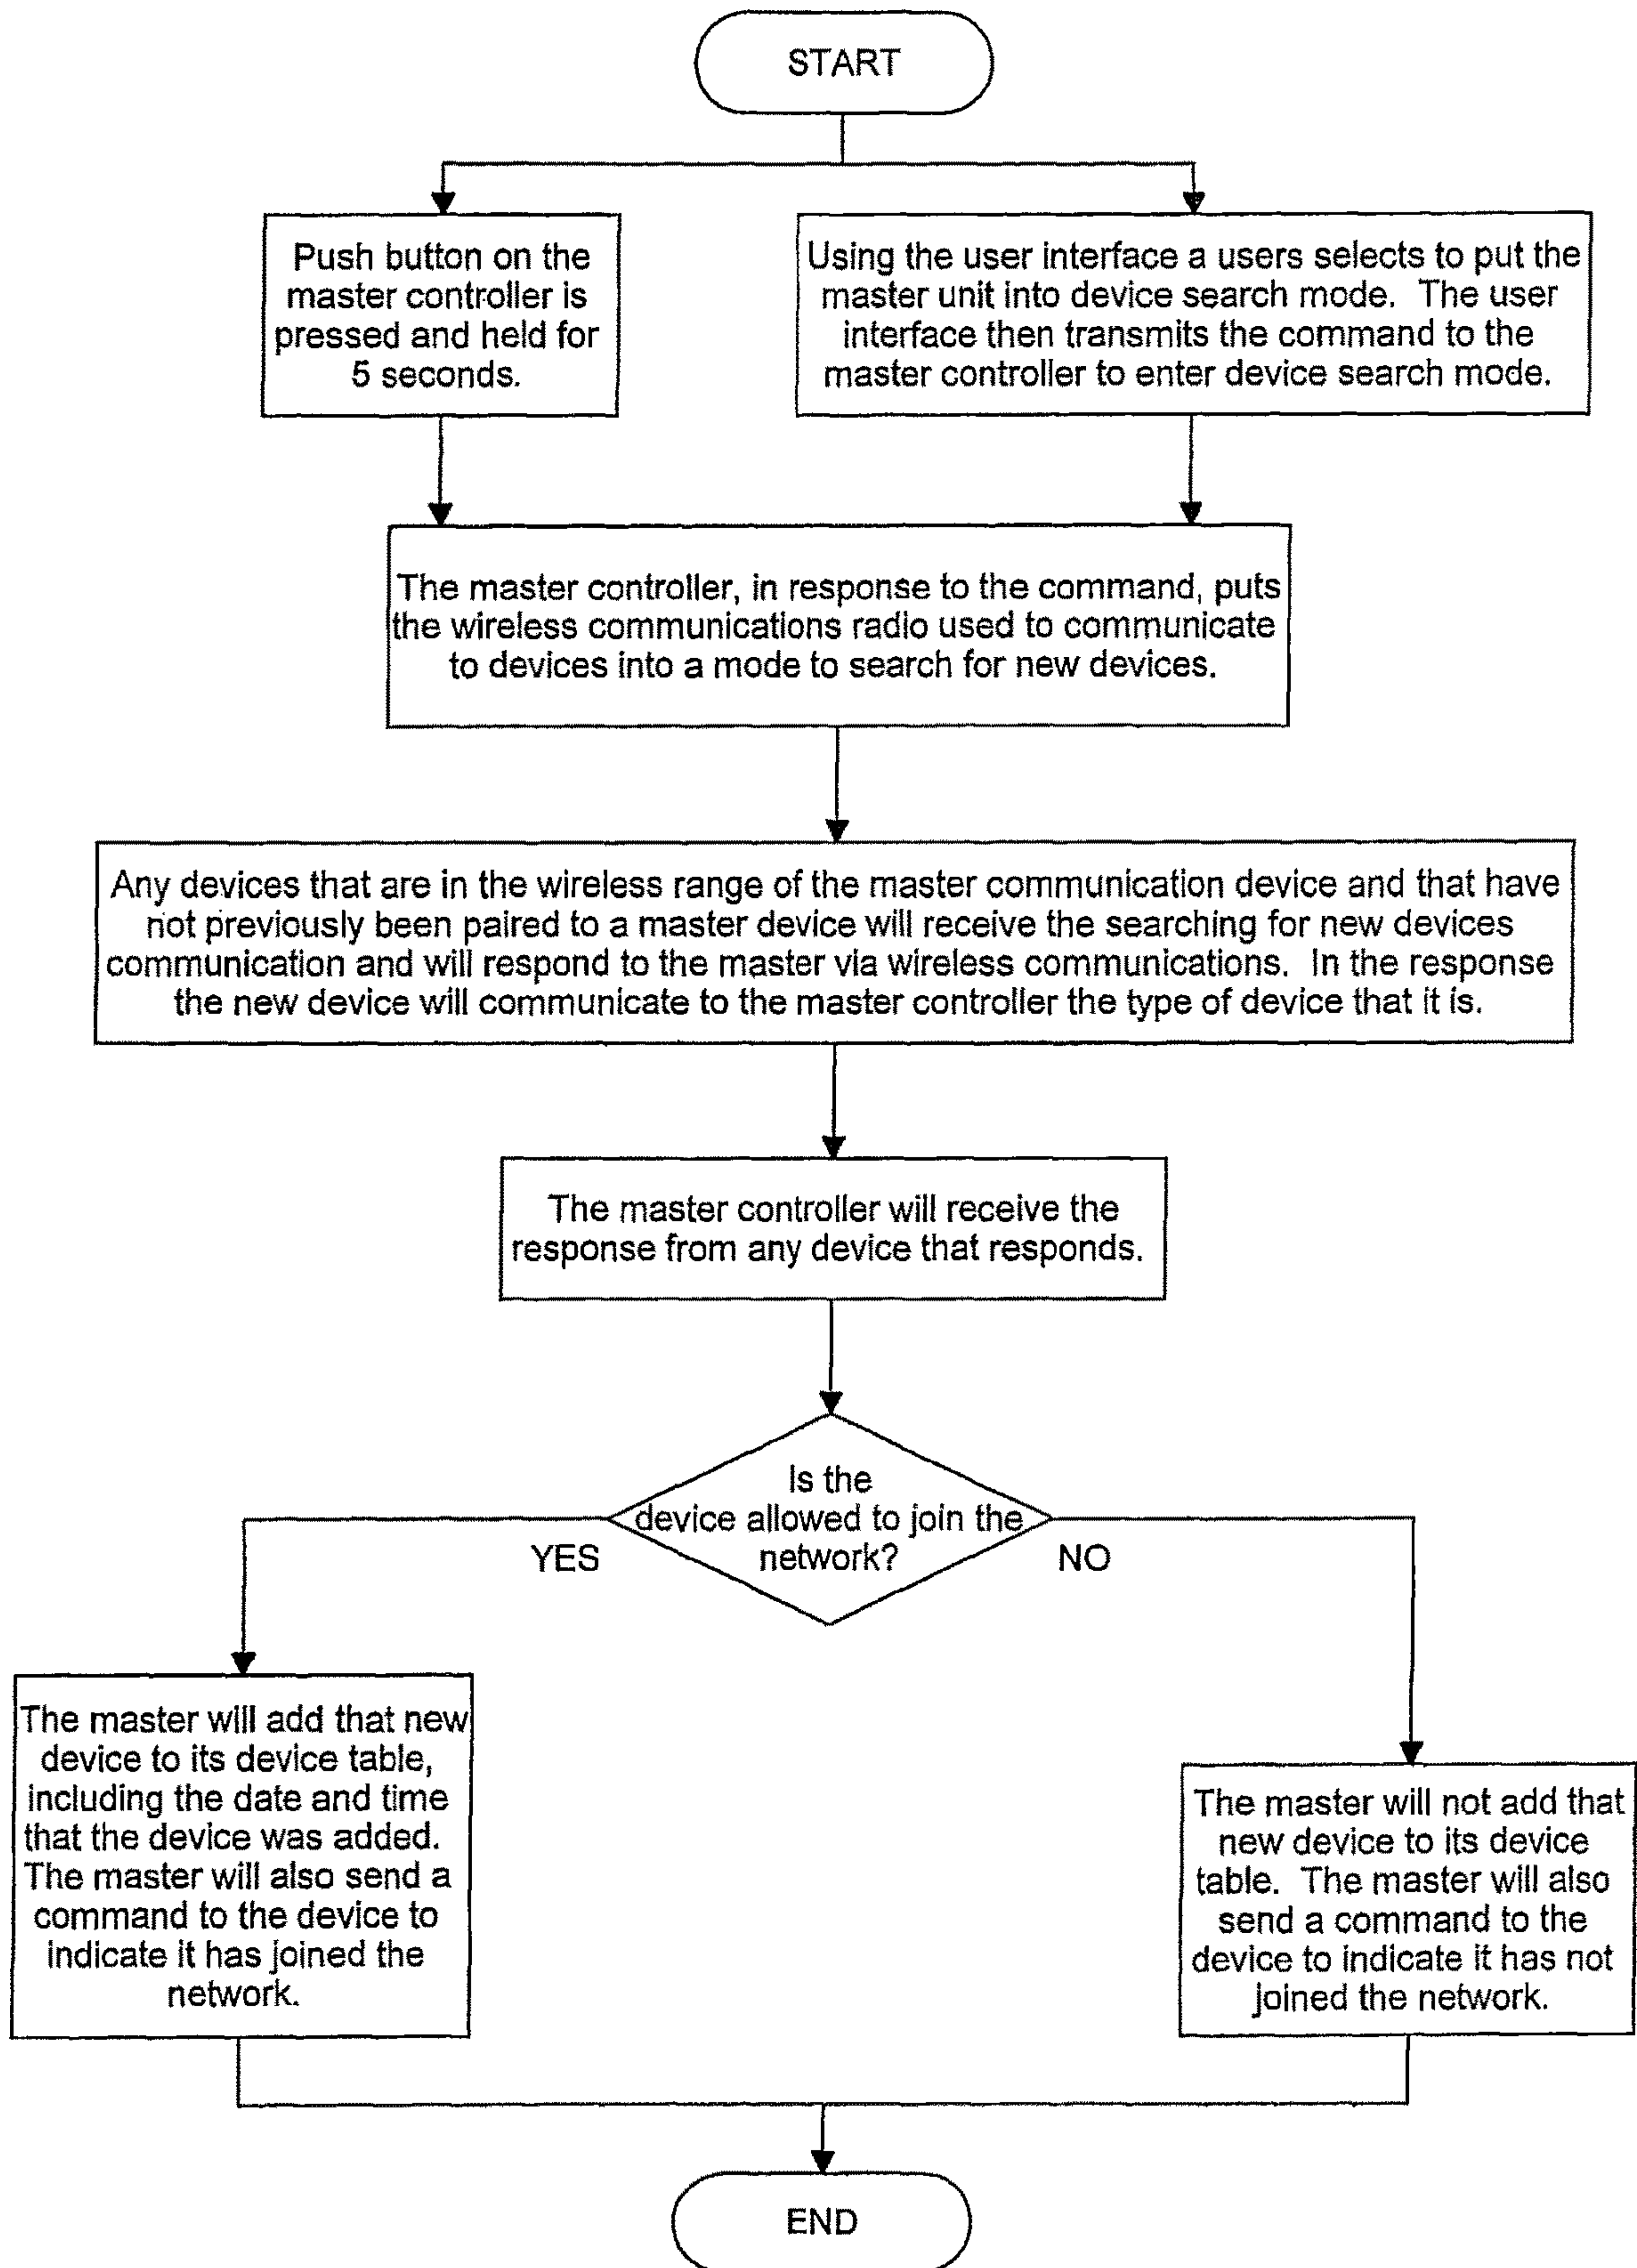 START
Push button on the
master controller is
pressed and held for
5 seconds.
Using the user interface a users selects to put the
master unit into device search mode. The user
interface then transmits the command to the
master controller to enter device search mode.
The master controller, in response to the command, puts
the wireless communications radio used to communicate
to devices into a mode to search for new devices.
Any devices that are in the wireless range of the master communication device and that have
not previously been paired to a master device will receive the searching for new devices
communication and will respond to the master via wireless communications. In the response
the new device will communicate to the master controller the type of device that it is.
The master controller will receive the
response from any device that responds.
Is the
device allowed to join the
network?
YES
NO
The master will add that new
device to its device table,
including the date and time
that the device was added.
The master will also send a
command to the device to
indicate it has joined the
network.
The master will not add that
new device to its device
table. The master will also
send a command to the
device to indicate it has not
joined the network.
END